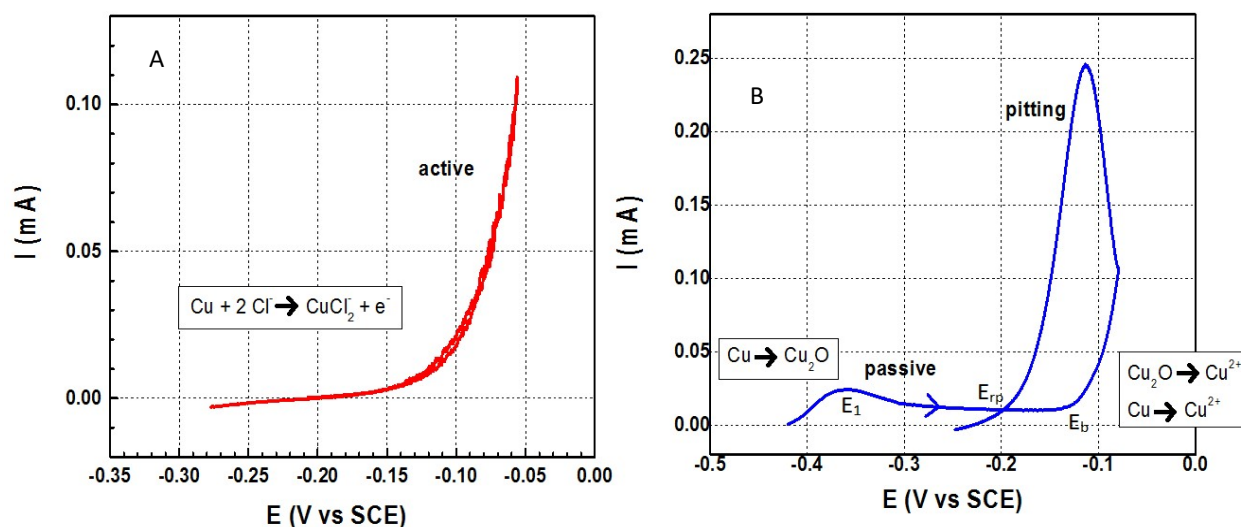 A
0.10
0.05
0.00
I (mA)
active
Cu + 2 Cl⁻ → CuCl₂⁻ + e⁻
-0.35 -0.30 -0.25 -0.20 -0.15 -0.10 -0.05 0.00
E (V vs SCE)
B
0.25
0.20
0.15
0.10
0.05
0.00
I (mA)
pitting
Cu → Cu₂O
passive
E₁
E_rp
E_b
Cu₂O → Cu²⁺
Cu → Cu²⁺
-0.5 -0.4 -0.3 -0.2 -0.1 0.0
E (V vs SCE)